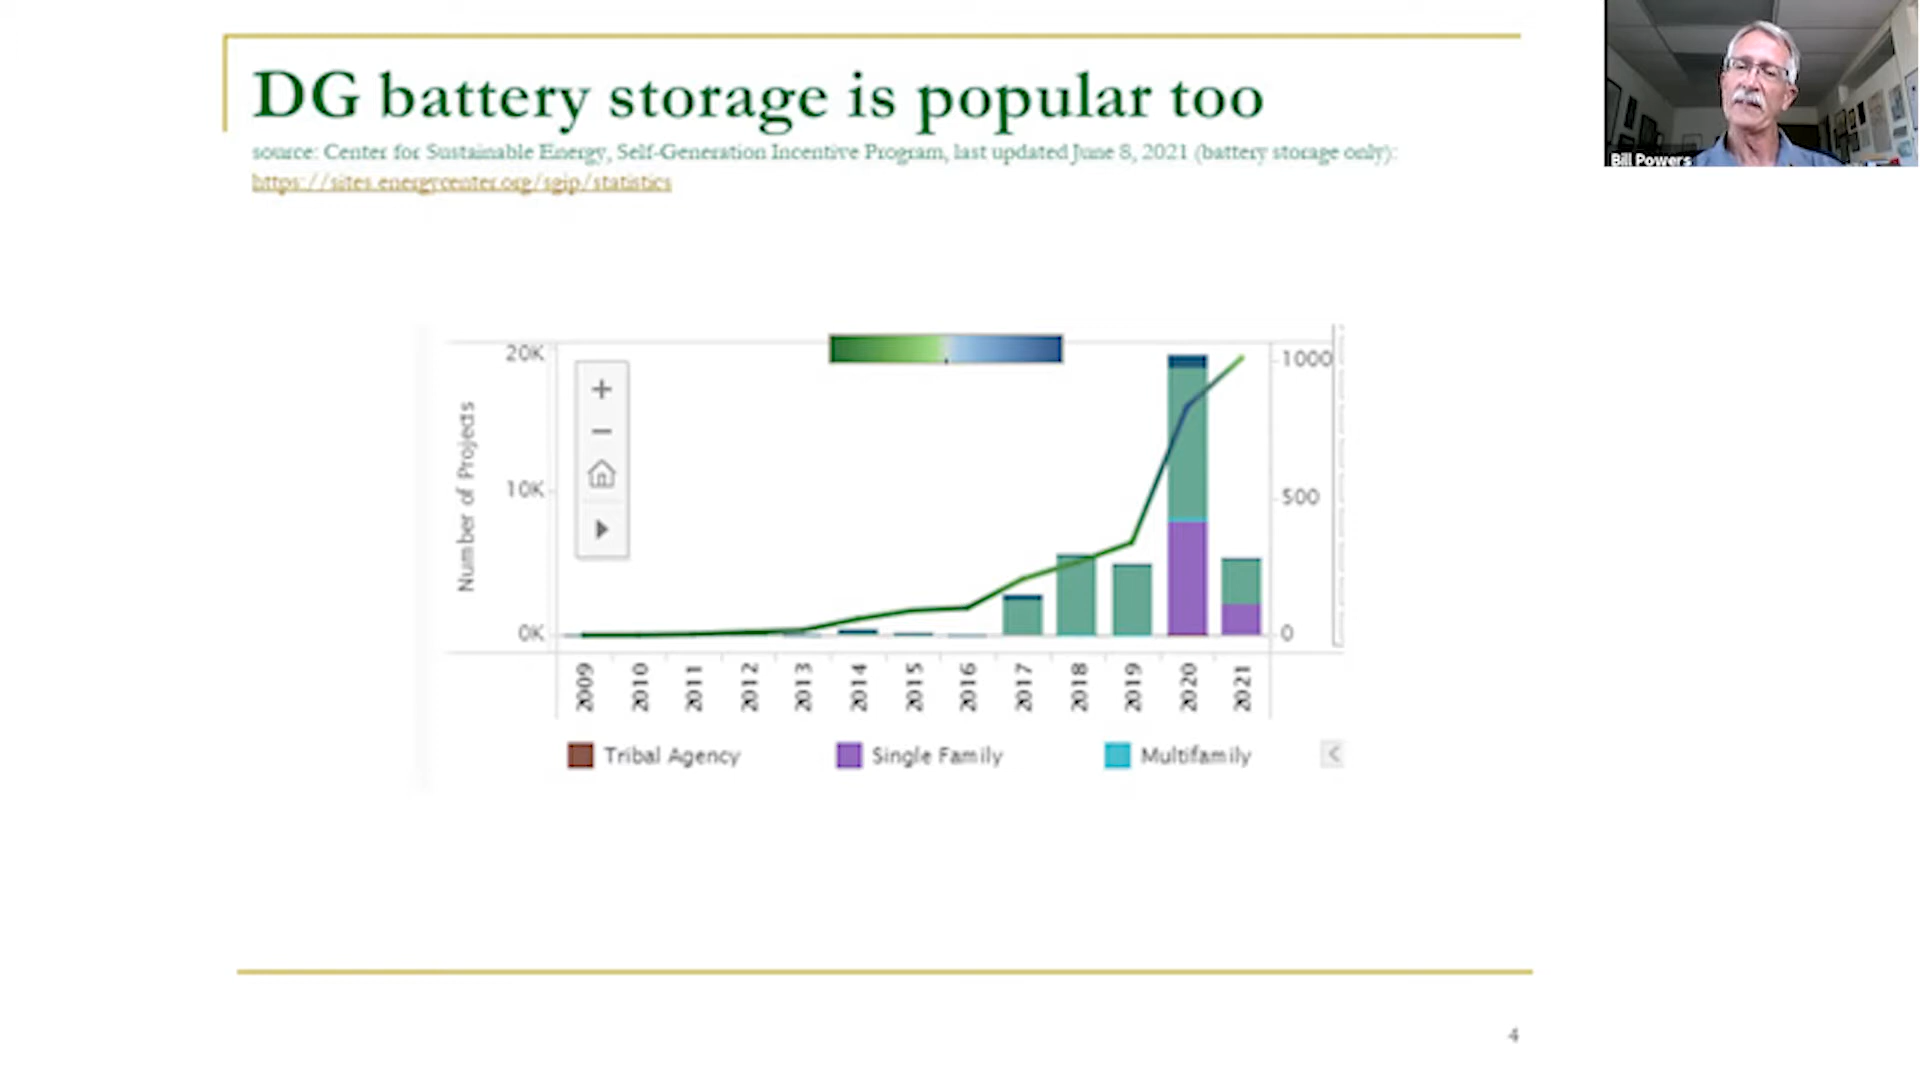 DG battery storage is popular too
source: Center for Sustainable Energy, Self-Generation Incentive Program, last updated June 8, 2021 (battery storage only):
https://sites.energycenter.org/sgip/statistics
Bill Powers
20K
10K
0K
Number of Projects
1000
500
0
2009
2010
2011
2012
2013
2014
2015
2016
2017
2018
2019
2020
2021
Tribal Agency
Single Family
Multifamily
4